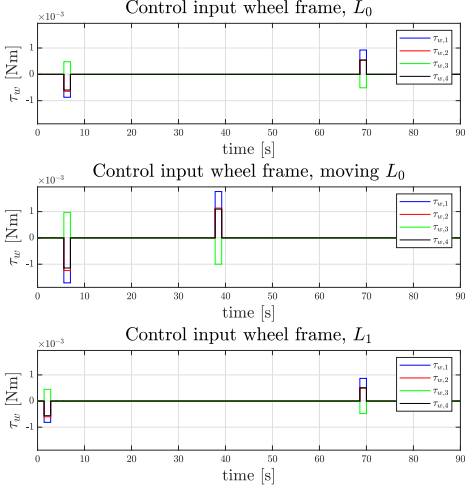 Control input wheel frame, L₀
×10⁻³
1
0
-1
τ_w [Nm]
τ_w,1
τ_w,2
τ_w,3
τ_w,4
0 10 20 30 40 50 60 70 80 90
time [s]
Control input wheel frame, moving L₀
×10⁻³
1
0
-1
τ_w [Nm]
τ_w,1
τ_w,2
τ_w,3
τ_w,4
0 10 20 30 40 50 60 70 80 90
time [s]
Control input wheel frame, L₁
×10⁻³
1
0
-1
τ_w [Nm]
τ_w,1
τ_w,2
τ_w,3
τ_w,4
0 10 20 30 40 50 60 70 80 90
time [s]